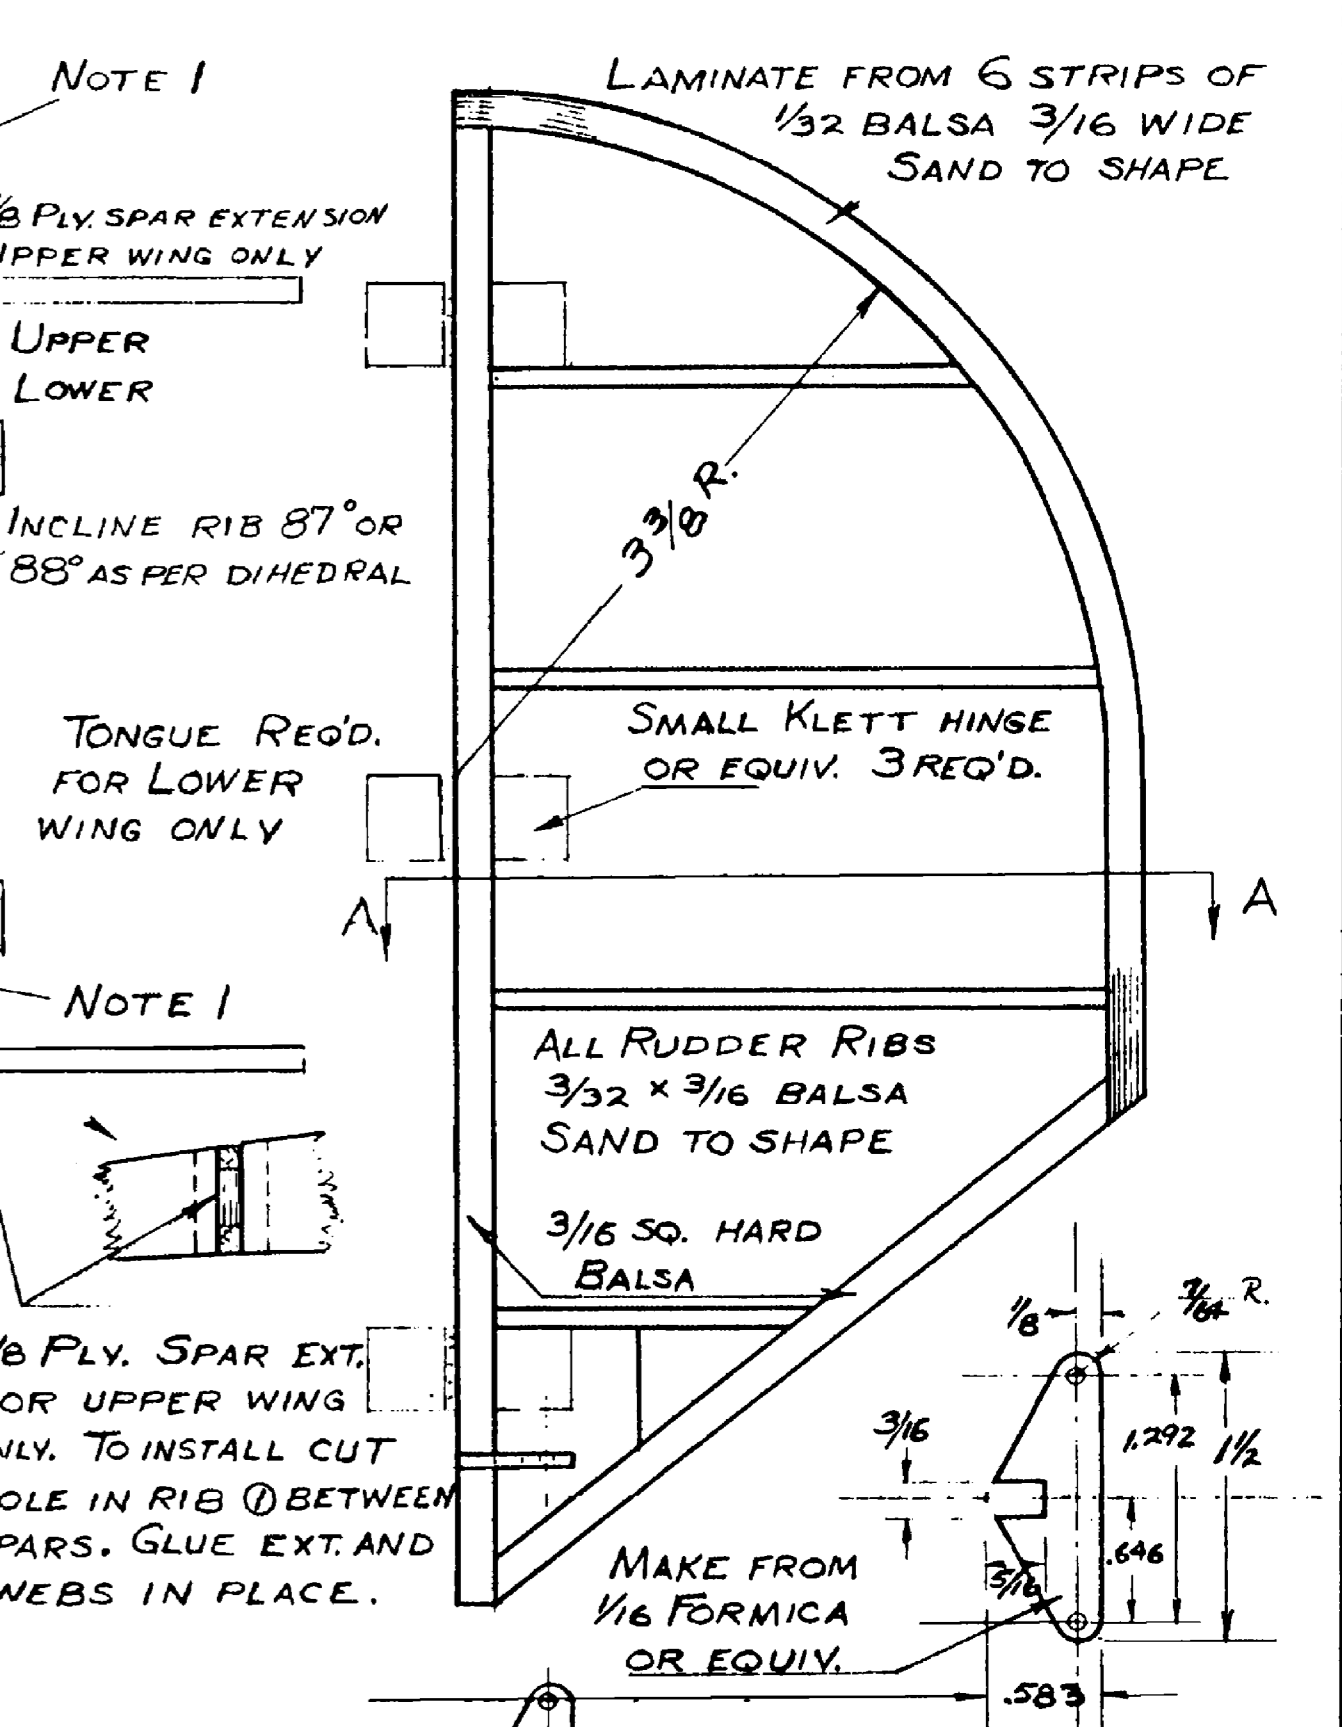 NOTE 1
LAMINATE FROM 6 STRIPS OF
1/32 BALSA 3/16 WIDE
SAND TO SHAPE
/8 PLY. SPAR EXTENSION
UPPER WING ONLY
UPPER
LOWER
3 3/8 R.
INCLINE RIB 87° OR
88° AS PER DIHEDRAL
TONGUE REQ'D.
FOR LOWER
WING ONLY
SMALL KLETT HINGE
OR EQUIV. 3 REQ'D.
A
A
NOTE 1
ALL RUDDER RIBS
3/32 x 3/16 BALSA
SAND TO SHAPE
3/16 SQ. HARD
BALSA
/8 PLY. SPAR EXT.
OR UPPER WING
NLY. TO INSTALL CUT
OLE IN RIB ① BETWEEN
PARS. GLUE EXT. AND
WEBS IN PLACE.
1/8
7/64 R.
3/16
1.292
1 1/2
.646
5/16
MAKE FROM
1/16 FORMICA
OR EQUIV.
.583